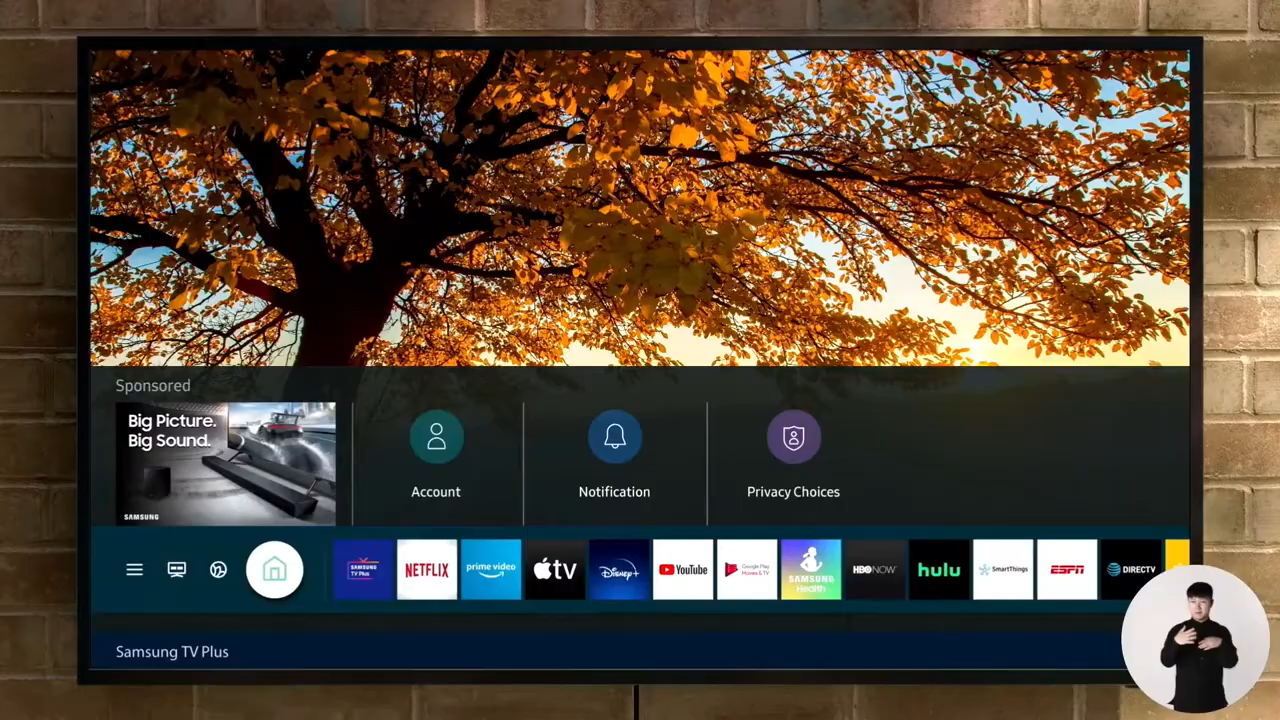 Sponsored
Big Picture.
Big Sound.
SAMSUNG
Account
Notification
Privacy Choices
SAMSUNG
TV Plus
NETFLIX
prime video
tv
Disney+
YouTube
Google Play
Movies & TV
SAMSUNG
Health
HBO NOW
hulu
SmartThings
ESPN
DIRECTV
Samsung TV Plus